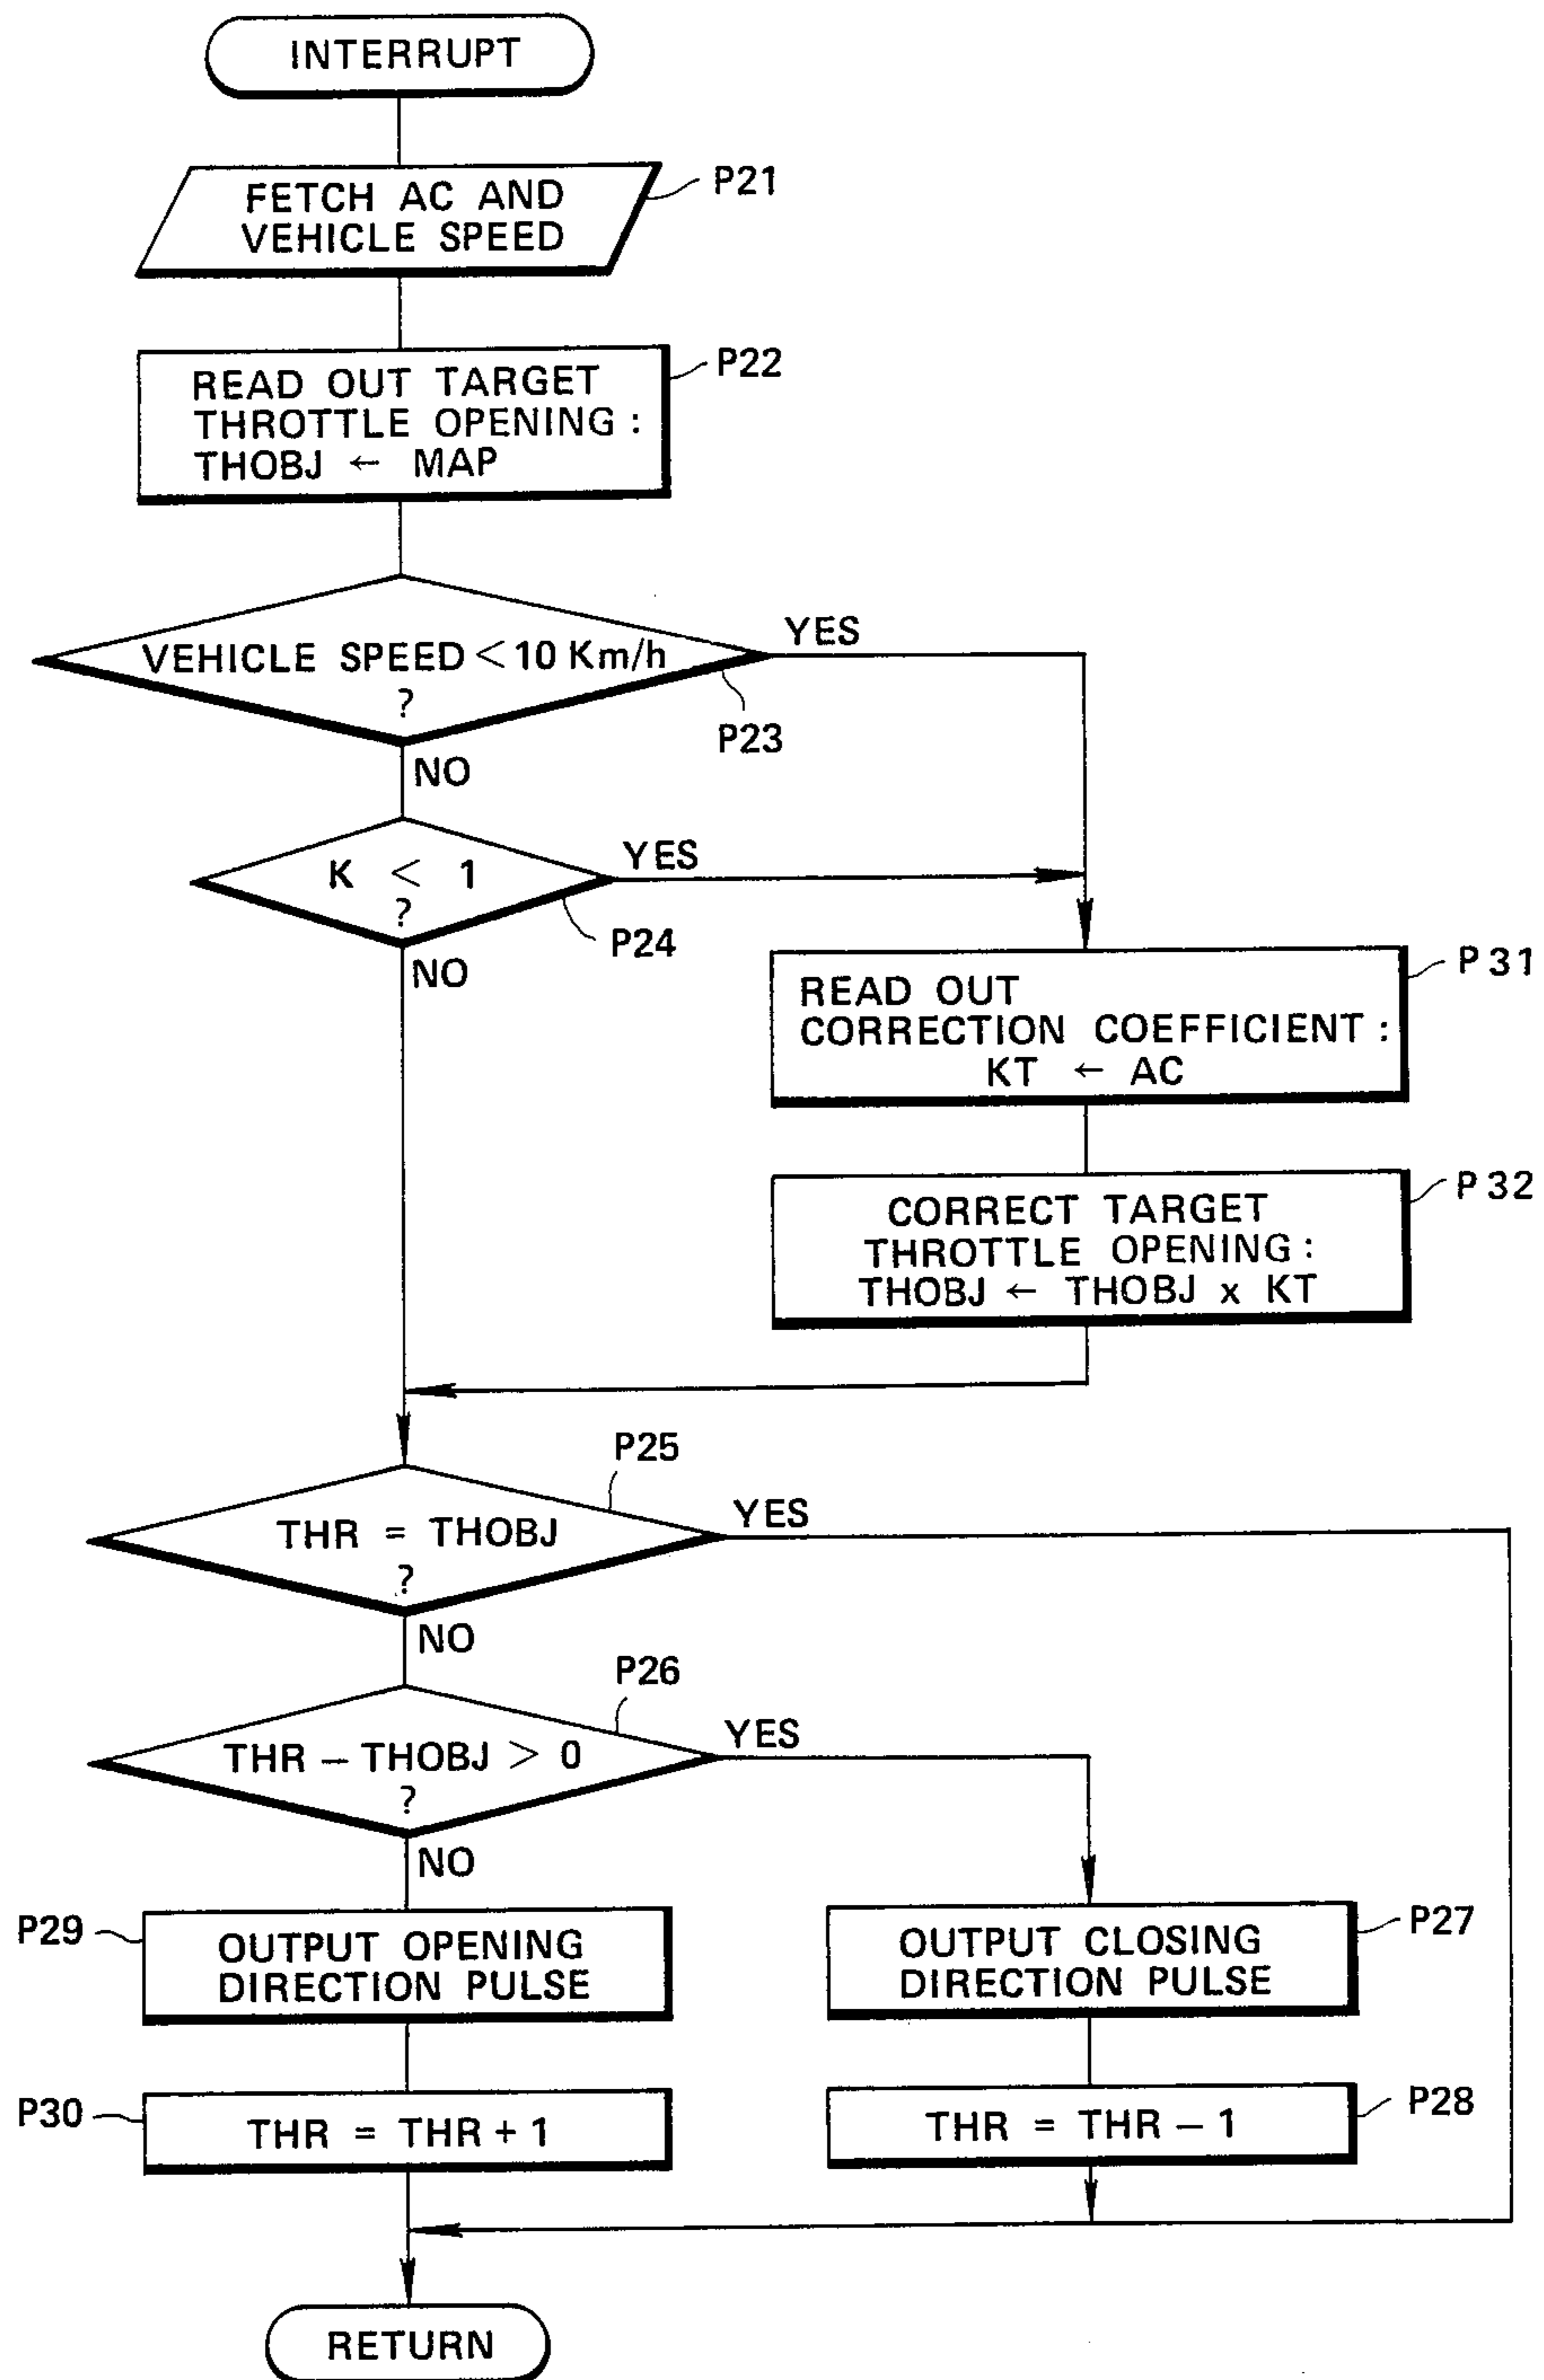 INTERRUPT
FETCH AC AND
VEHICLE SPEED
P21
READ OUT TARGET
THROTTLE OPENING :
THOBJ ← MAP
P22
VEHICLE SPEED < 10 Km/h
?
YES
P23
NO
K < 1
?
YES
P24
NO
READ OUT
CORRECTION COEFFICIENT :
KT ← AC
P31
CORRECT TARGET
THROTTLE OPENING :
THOBJ ← THOBJ x KT
P32
P25
THR = THOBJ
?
YES
NO
P26
THR – THOBJ > 0
?
YES
NO
P29
OUTPUT OPENING
DIRECTION PULSE
OUTPUT CLOSING
DIRECTION PULSE
P27
P30
THR = THR + 1
THR = THR – 1
P28
RETURN